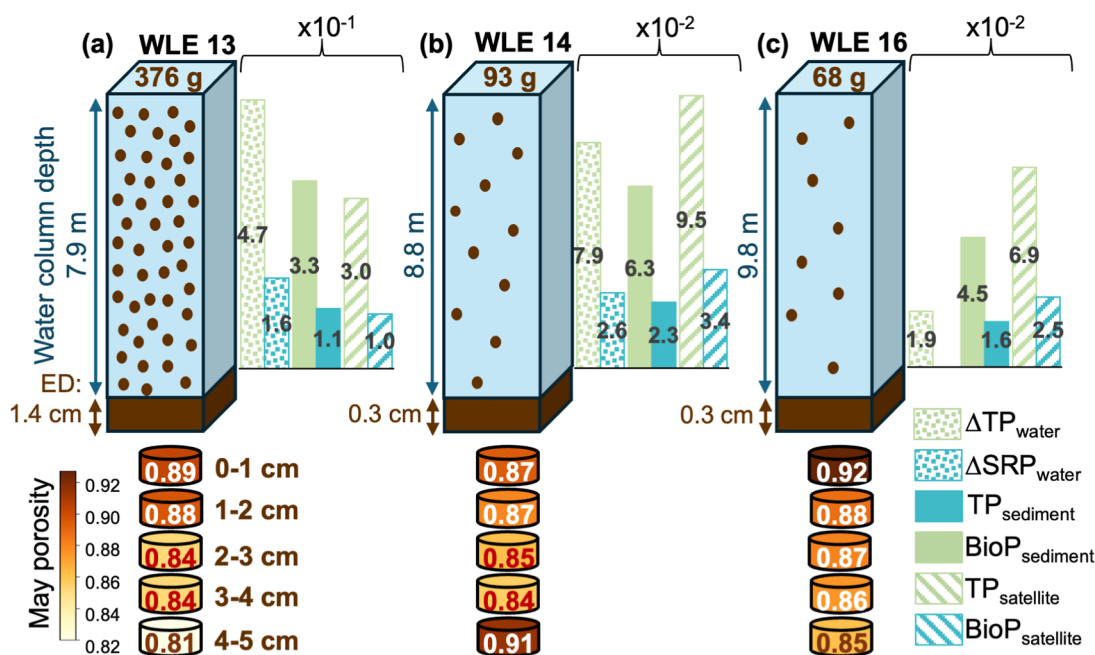 x10-1
x10-2
x10-2
(a) WLE 13
(b) WLE 14
(c) WLE 16
376 g
93 g
68 g
Water column depth
7.9 m
8.8 m
9.8 m
4.7
1.6
3.3
1.1
3.0
1.0
7.9
2.6
6.3
2.3
9.5
3.4
1.9
4.5
1.6
6.9
2.5
ED:
1.4 cm
0.3 cm
0.3 cm
May porosity
0.92
0.90
0.88
0.86
0.84
0.82
0.89 0-1 cm 0.87 0.92
0.88 1-2 cm 0.87 0.88
0.84 2-3 cm 0.85 0.87
0.84 3-4 cm 0.84 0.86
0.81 4-5 cm 0.91 0.85
ΔTPwater
ΔSRPwater
TPsediment
BioPsediment
TPsatellite
BioPsatellite